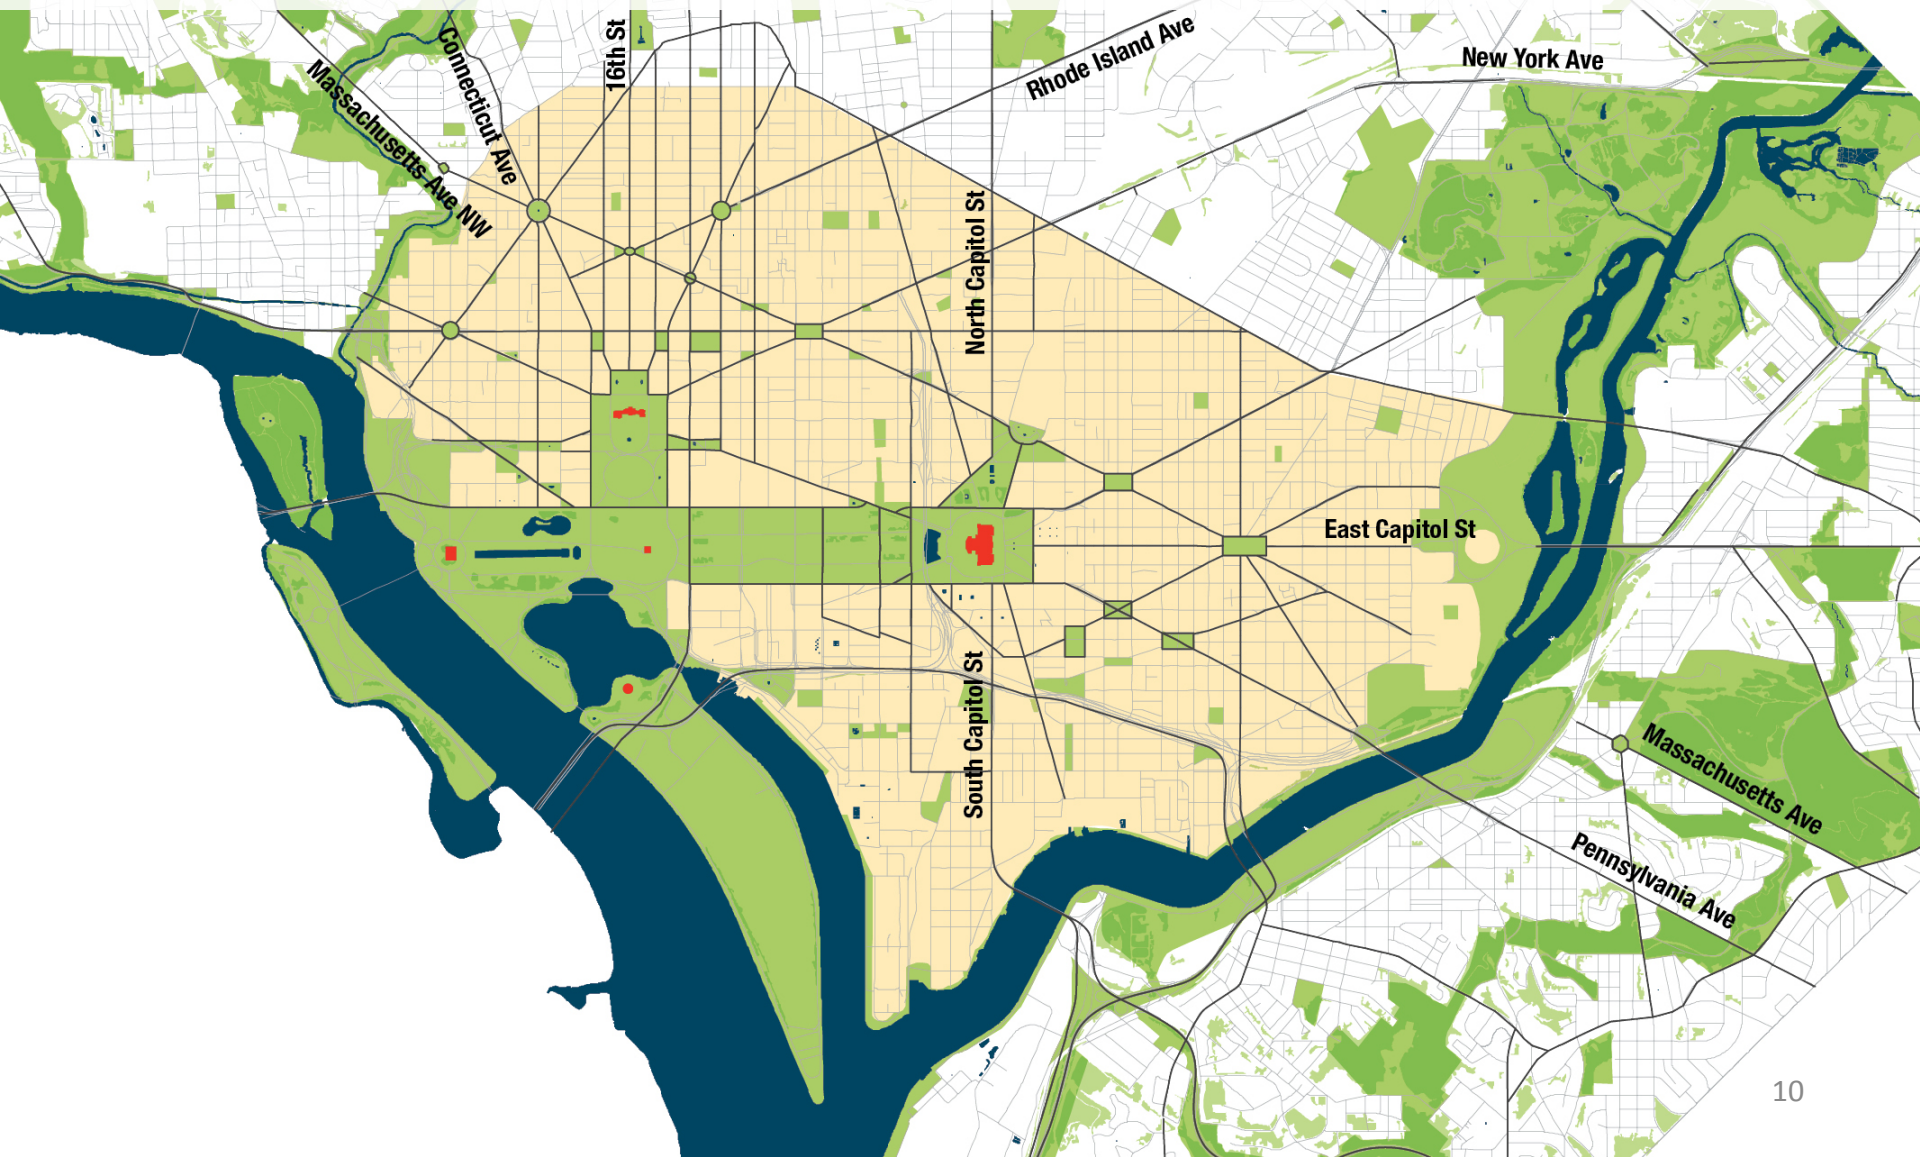 16th St
Connecticut Ave
Massachusetts Ave NW
Rhode Island Ave
New York Ave
North Capitol St
East Capitol St
South Capitol St
Massachusetts Ave
Pennsylvania Ave
10